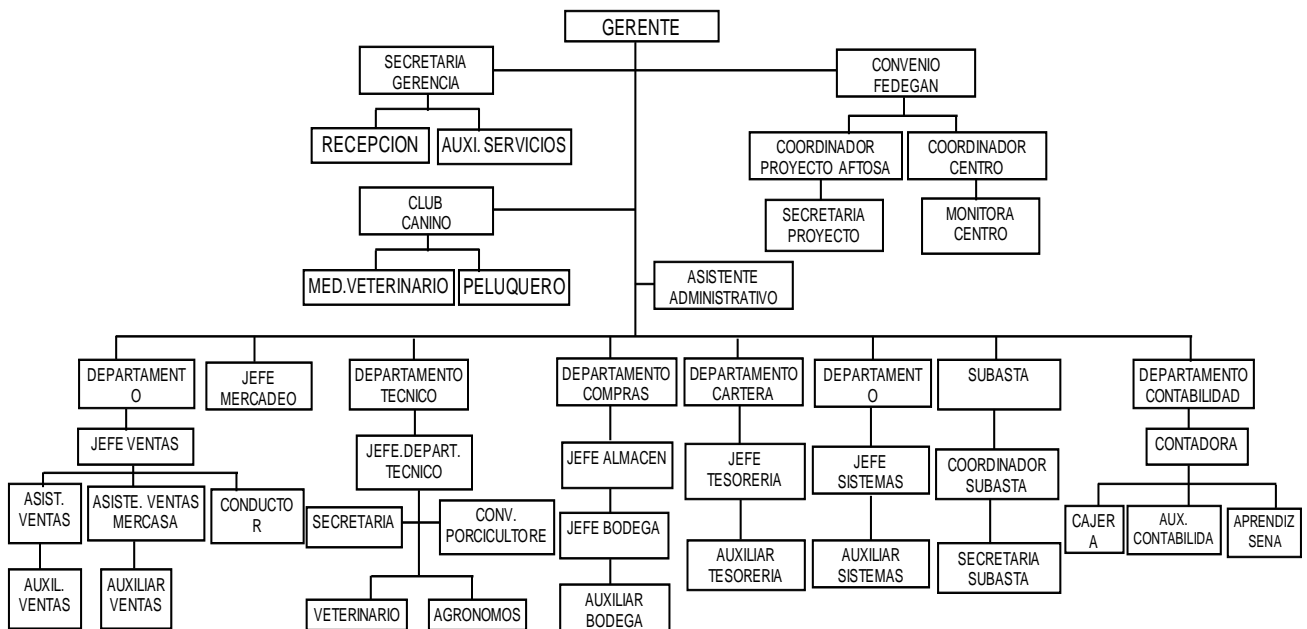 GERENTE
SECRETARIA
GERENCIA
CONVENIO
FEDEGAN
RECEPCION
AUXI. SERVICIOS
COORDINADOR
PROYECTO AFTOSA
COORDINADOR
CENTRO
CLUB
CANINO
SECRETARIA
PROYECTO
MONITORA
CENTRO
MED.VETERINARIO
PELUQUERO
ASISTENTE
ADMINISTRATIVO
DEPARTAMENT
O
JEFE
MERCADEO
DEPARTAMENTO
TECNICO
DEPARTAMENTO
COMPRAS
DEPARTAMENTO
CARTERA
DEPARTAMENT
O
SUBASTA
DEPARTAMENTO
CONTABILIDAD
JEFE VENTAS
JEFE.DEPART.
TECNICO
JEFE ALMACEN
JEFE
TESORERIA
JEFE
SISTEMAS
COORDINADOR
SUBASTA
CONTADORA
ASIST.
VENTAS
ASISTE. VENTAS
MERCASA
CONDUCTO
R
SECRETARIA
CONV.
PORCICULTORE
JEFE BODEGA
CAJER
A
AUX.
CONTABILIDA
APRENDIZ
SENA
AUXIL.
VENTAS
AUXILIAR
VENTAS
VETERINARIO
AGRONOMOS
AUXILIAR
BODEGA
AUXILIAR
TESORERIA
AUXILIAR
SISTEMAS
SECRETARIA
SUBASTA